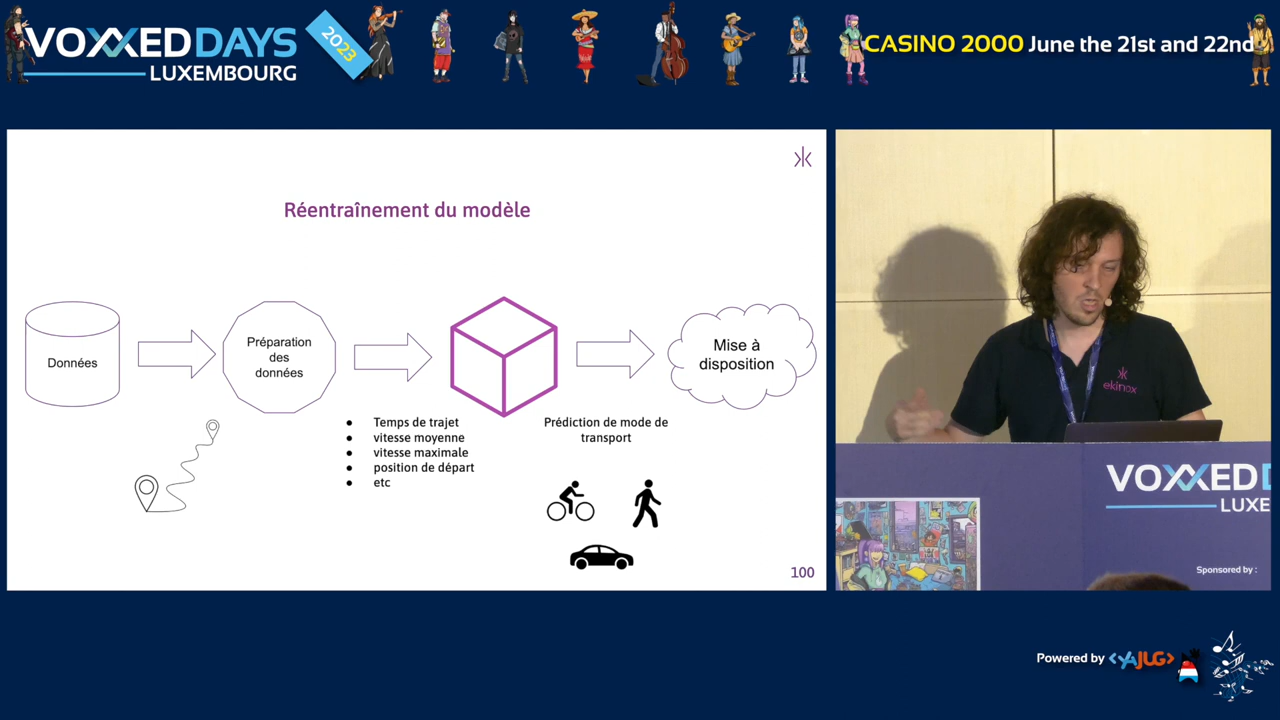 VOXXED DAYS
LUXEMBOURG
2023
CASINO 2000 June the 21st and 22nd
Réentraînement du modèle
Données
Préparation
des
données
Mise à
disposition
● Temps de trajet
● vitesse moyenne
● vitesse maximale
● position de départ
● etc
Prédiction de mode de
transport
100
ekinox
VOXXED D
LUXE
Sponsored by :
Powered by <YAJUG>